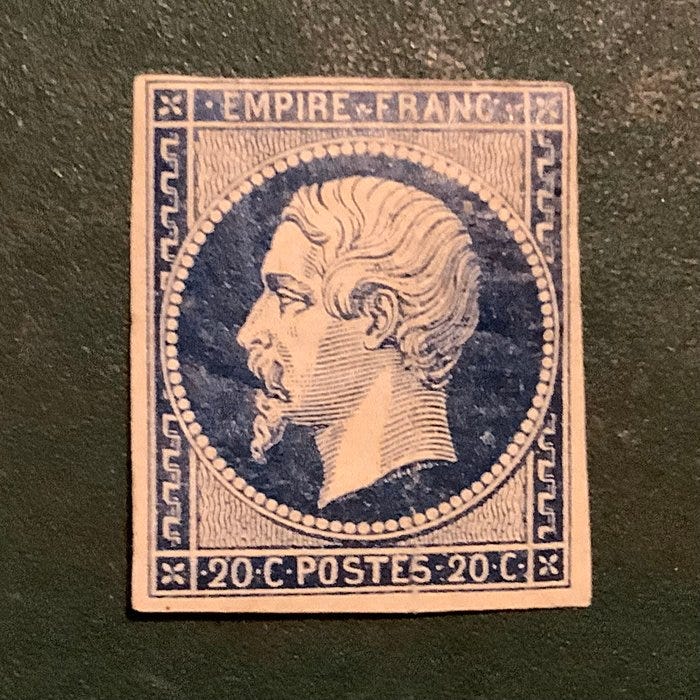 · EMPIRE · FRANC ·
· 20 · C · POSTES · 20 · C ·